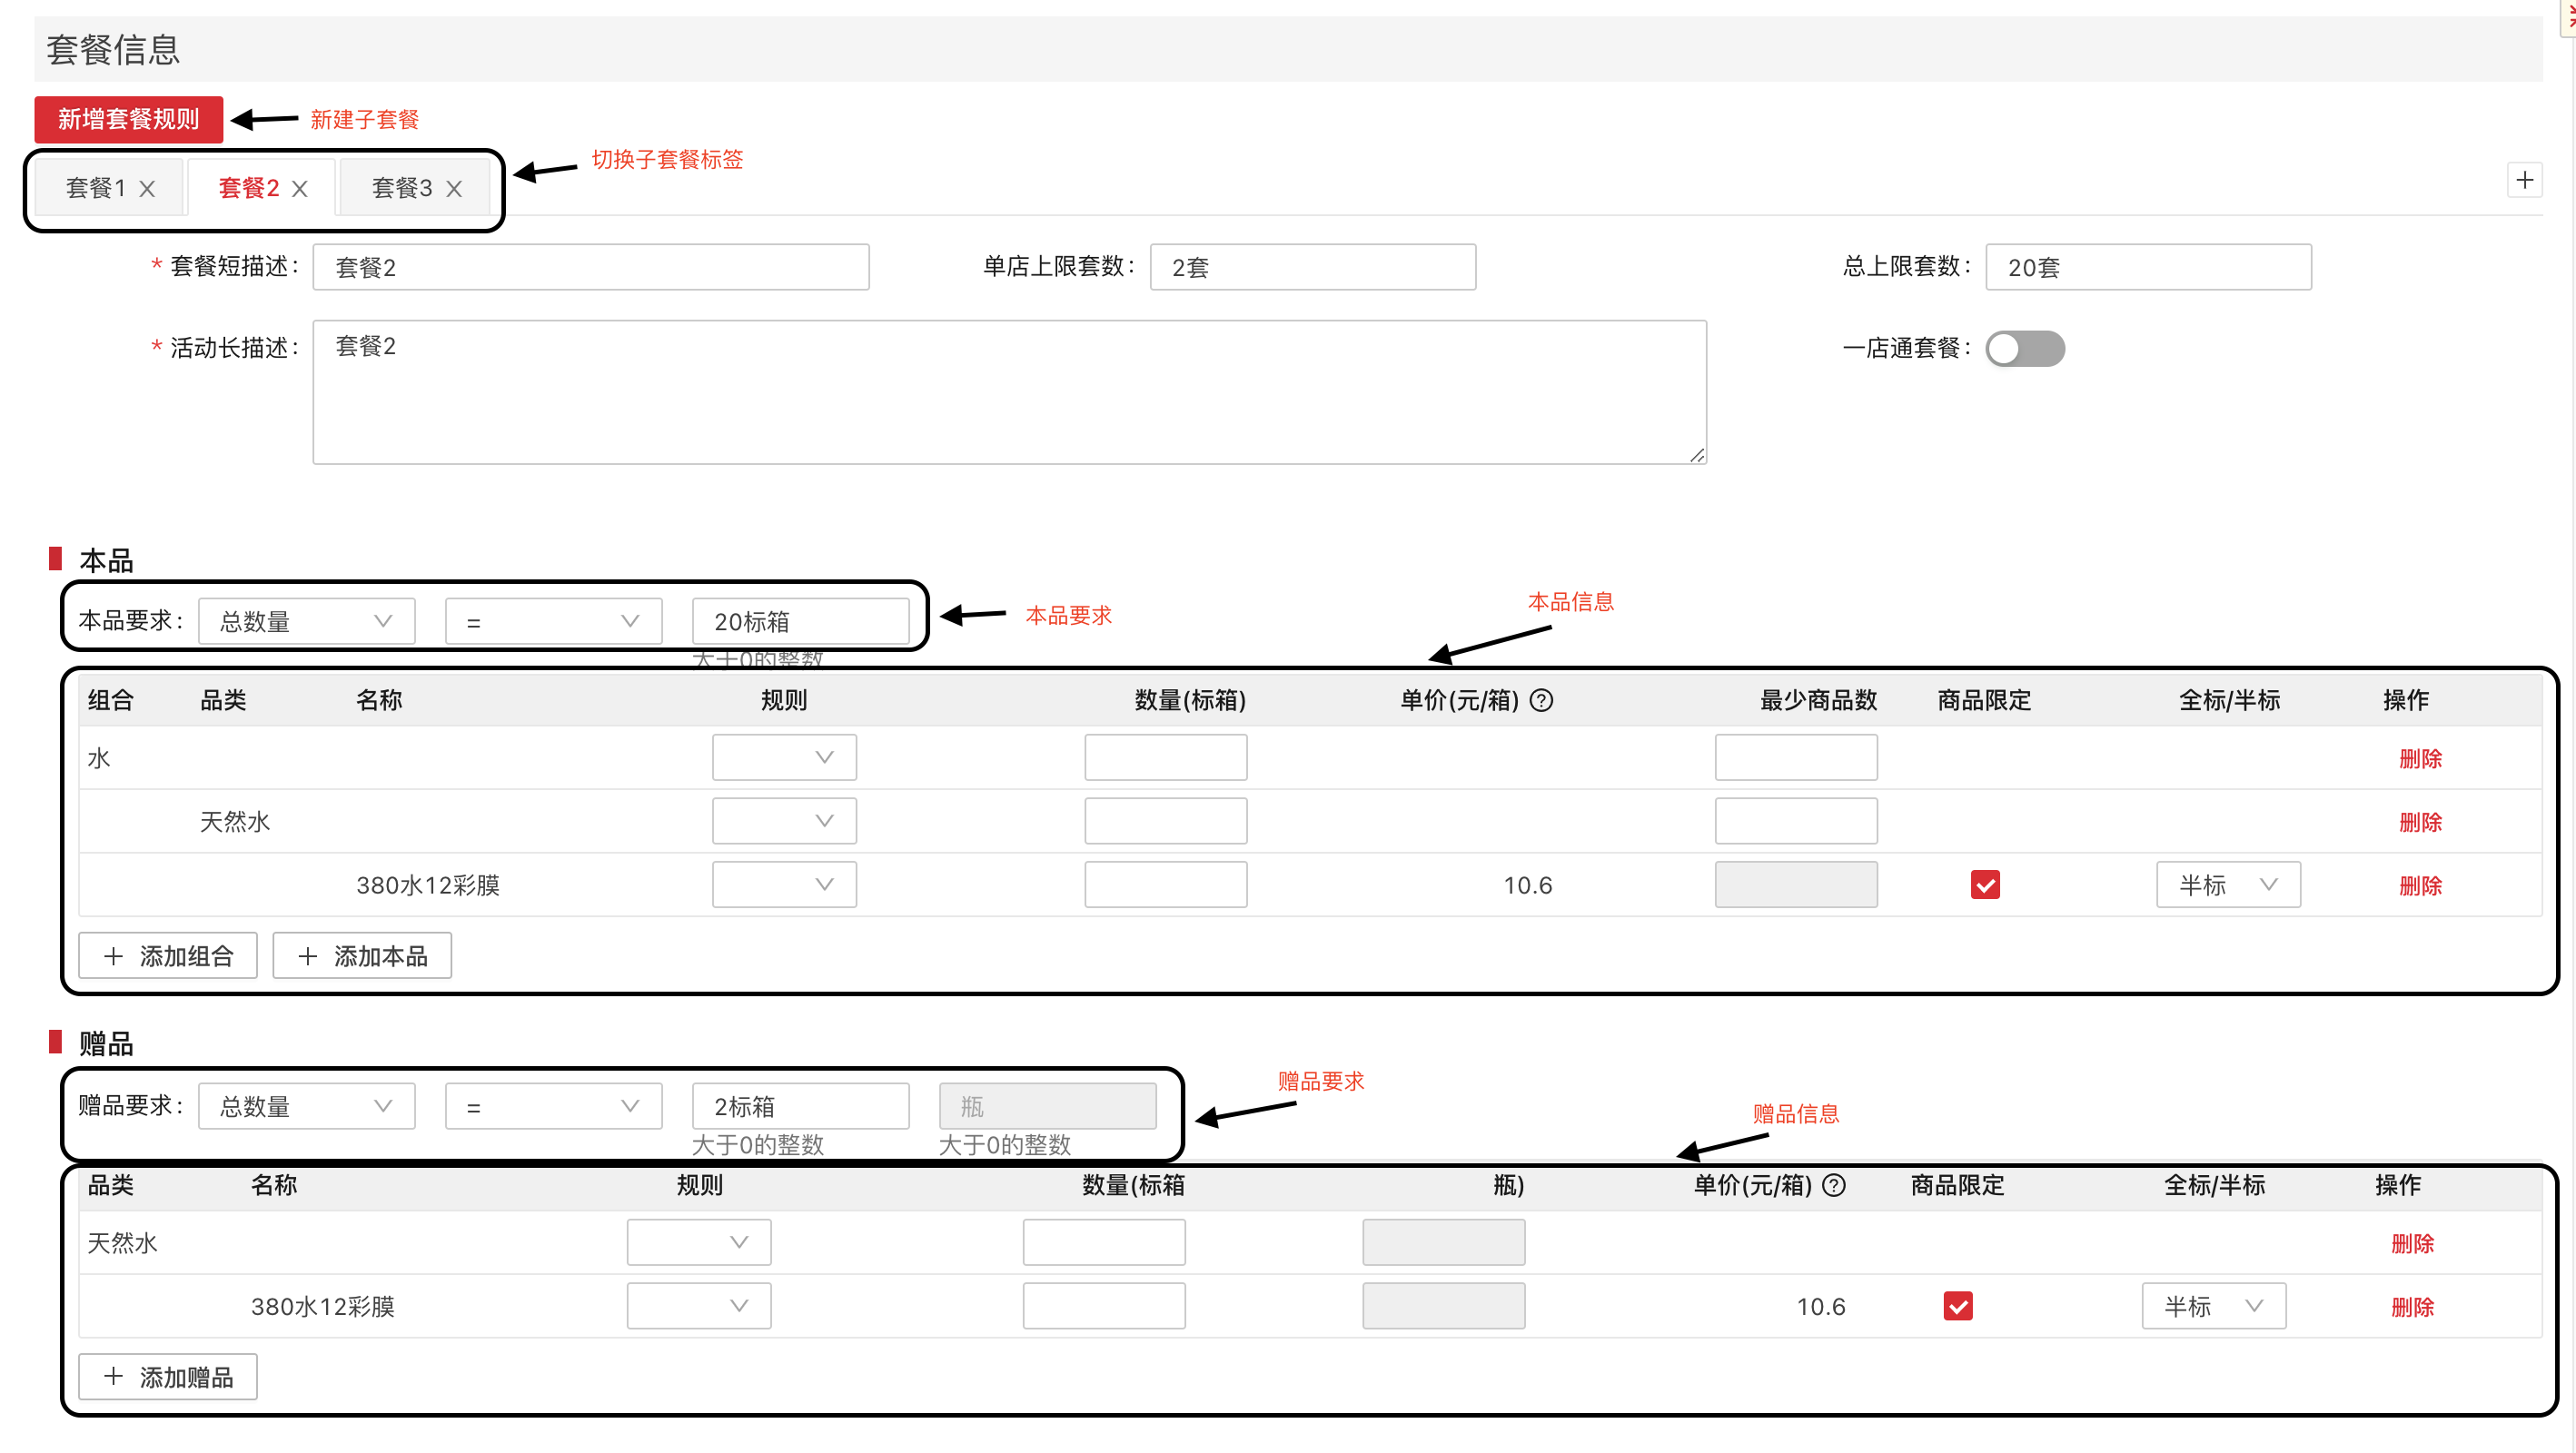 套餐信息
新增套餐规则 新建子套餐
切换子套餐标签
套餐1 X 套餐2 X 套餐3 X +
* 套餐短描述: 套餐2 单店上限套数: 2套 总上限套数: 20套
* 活动长描述: 套餐2 一店通套餐:
本品
本品要求: 总数量 = 20标箱 本品要求 本品信息
大于0的整数
组合 品类 名称 规则 数量(标箱) 单价(元/箱) ? 最少商品数 商品限定 全标/半标 操作
水 删除
天然水 删除
380水12彩膜 10.6 半标 删除
+ 添加组合 + 添加本品
赠品
赠品要求: 总数量 = 2标箱 瓶 赠品要求
大于0的整数 大于0的整数 赠品信息
品类 名称 规则 数量(标箱 瓶) 单价(元/箱) ? 商品限定 全标/半标 操作
天然水 删除
380水12彩膜 10.6 半标 删除
+ 添加赠品